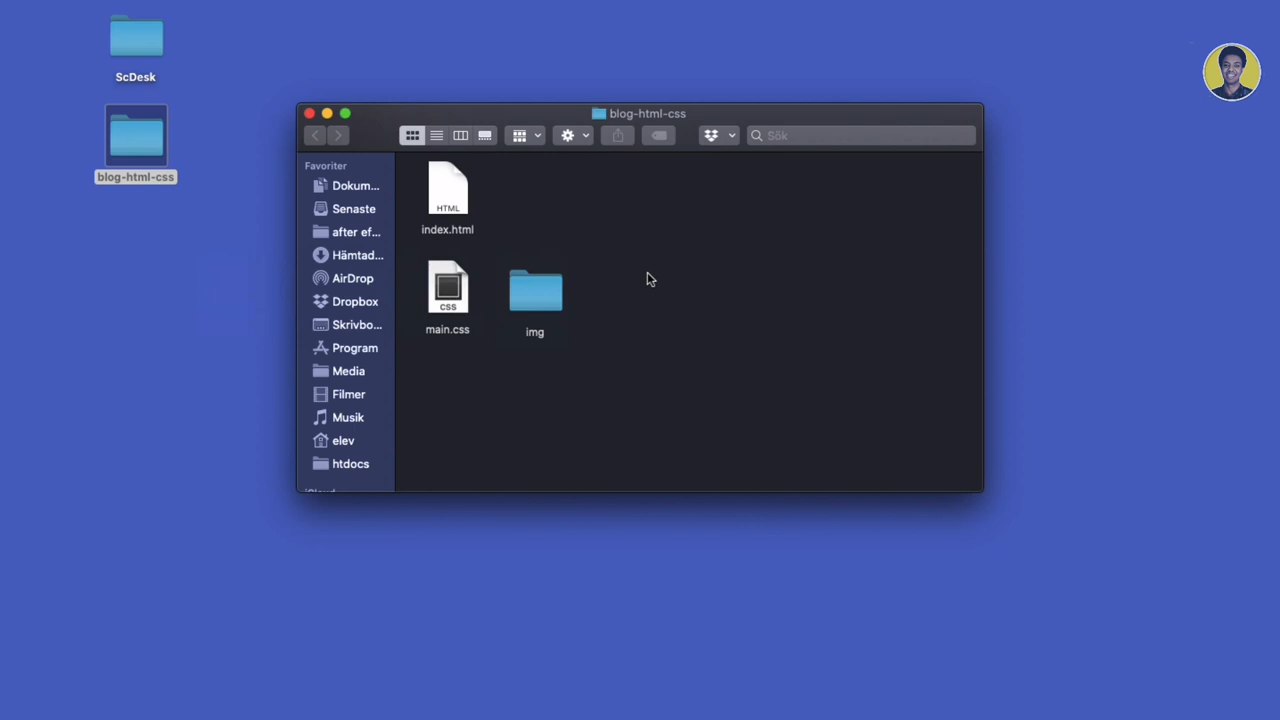 ScDesk
blog-html-css
blog-html-css
Sök
Favoriter
Dokum...
Senaste
after ef...
Hämtad...
AirDrop
Dropbox
Skrivbo...
Program
Media
Filmer
Musik
elev
htdocs
iCloud
HTML
index.html
CSS
main.css
img